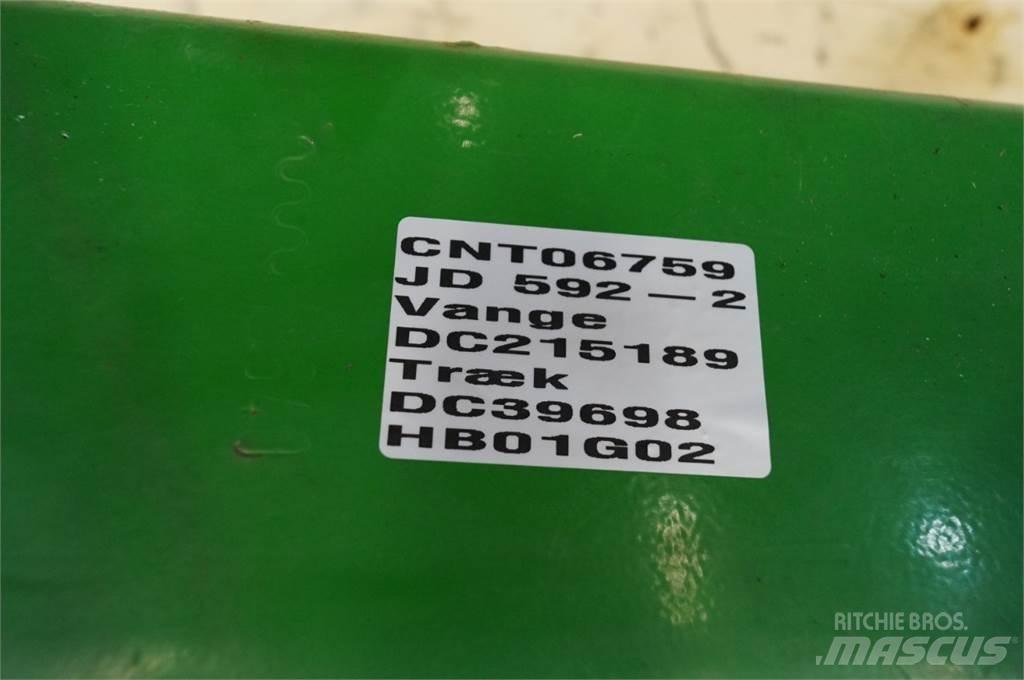 CNT06759
JD 592-2
Vange
DC215189
Træk
DC39698
HB01G02
RITCHIE BROS.
MASCUS